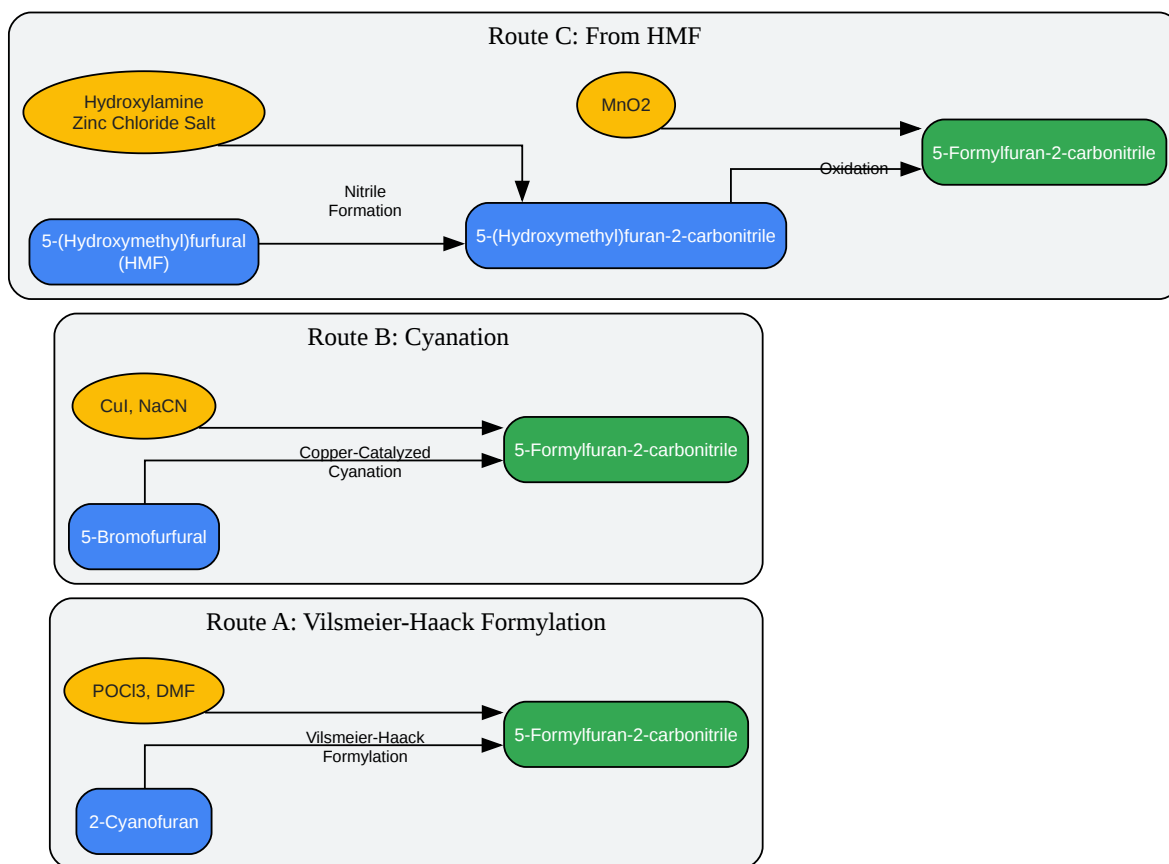 Route C: From HMF
Hydroxylamine
Zinc Chloride Salt
MnO2
5-Formylfuran-2-carbonitrile
Oxidation
Nitrile
Formation
5-(Hydroxymethyl)furfural
(HMF)
5-(Hydroxymethyl)furan-2-carbonitrile
Route B: Cyanation
CuI, NaCN
5-Formylfuran-2-carbonitrile
Copper-Catalyzed
Cyanation
5-Bromofurfural
Route A: Vilsmeier-Haack Formylation
POCl3, DMF
5-Formylfuran-2-carbonitrile
Vilsmeier-Haack
Formylation
2-Cyanofuran